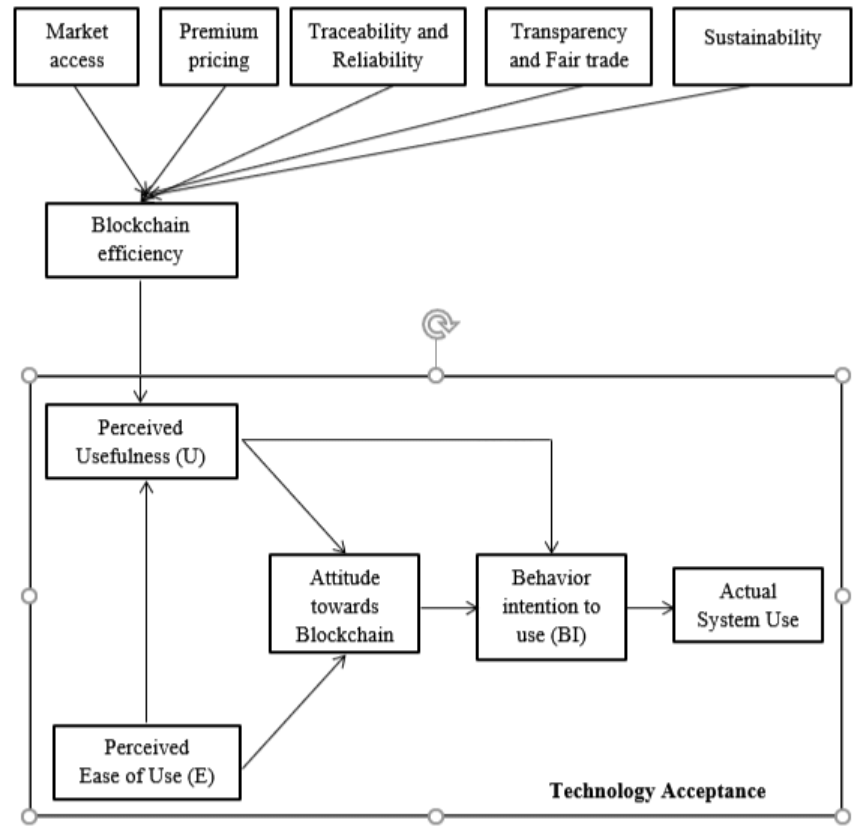 Market
access
Premium
pricing
Traceability and
Reliability
Transparency
and Fair trade
Sustainability
Blockchain
efficiency
Perceived
Usefulness (U)
Attitude
towards
Blockchain
Behavior
intention to
use (BI)
Actual
System Use
Perceived
Ease of Use (E)
Technology Acceptance